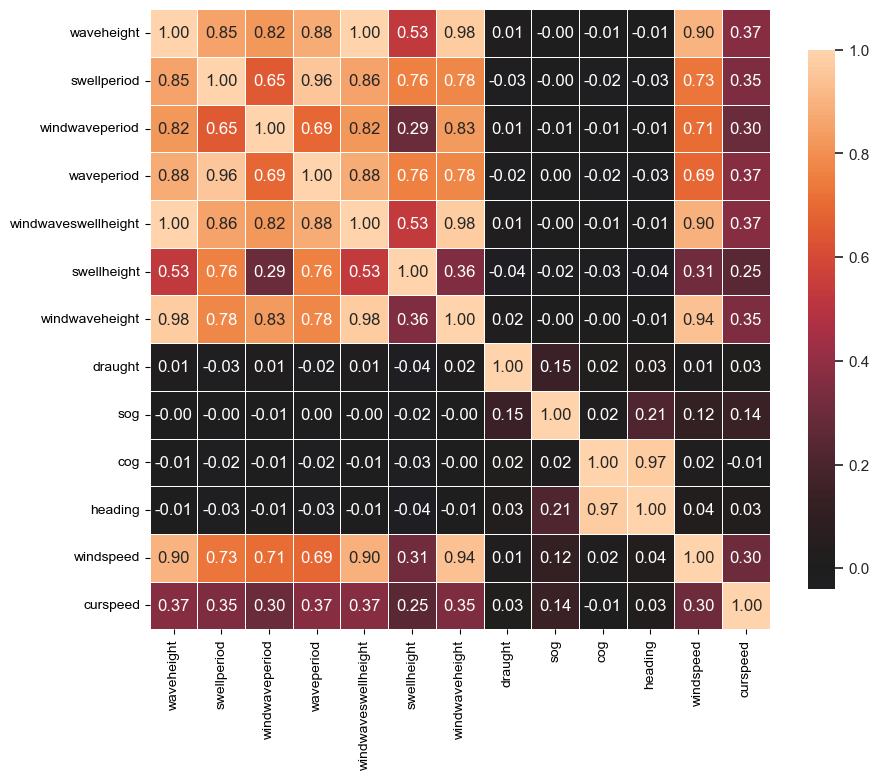 waveheight 1.00 0.85 0.82 0.88 1.00 0.53 0.98 0.01 -0.00 -0.01 -0.01 0.90 0.37
swellperiod 0.85 1.00 0.65 0.96 0.86 0.76 0.78 -0.03 -0.00 -0.02 -0.03 0.73 0.35
windwaveperiod 0.82 0.65 1.00 0.69 0.82 0.29 0.83 0.01 -0.01 -0.01 -0.01 0.71 0.30
waveperiod 0.88 0.96 0.69 1.00 0.88 0.76 0.78 -0.02 0.00 -0.02 -0.03 0.69 0.37
windwaveswellheight 1.00 0.86 0.82 0.88 1.00 0.53 0.98 0.01 -0.00 -0.01 -0.01 0.90 0.37
swellheight 0.53 0.76 0.29 0.76 0.53 1.00 0.36 -0.04 -0.02 -0.03 -0.04 0.31 0.25
windwaveheight 0.98 0.78 0.83 0.78 0.98 0.36 1.00 0.02 -0.00 -0.00 -0.01 0.94 0.35
draught 0.01 -0.03 0.01 -0.02 0.01 -0.04 0.02 1.00 0.15 0.02 0.03 0.01 0.03
sog -0.00 -0.00 -0.01 0.00 -0.00 -0.02 -0.00 0.15 1.00 0.02 0.21 0.12 0.14
cog -0.01 -0.02 -0.01 -0.02 -0.01 -0.03 -0.00 0.02 0.02 1.00 0.97 0.02 -0.01
heading -0.01 -0.03 -0.01 -0.03 -0.01 -0.04 -0.01 0.03 0.21 0.97 1.00 0.04 0.03
windspeed 0.90 0.73 0.71 0.69 0.90 0.31 0.94 0.01 0.12 0.02 0.04 1.00 0.30
curspeed 0.37 0.35 0.30 0.37 0.37 0.25 0.35 0.03 0.14 -0.01 0.03 0.30 1.00
waveheight
swellperiod
windwaveperiod
waveperiod
windwaveswellheight
swellheight
windwaveheight
draught
sog
cog
heading
windspeed
curspeed
1.0
0.8
0.6
0.4
0.2
0.0